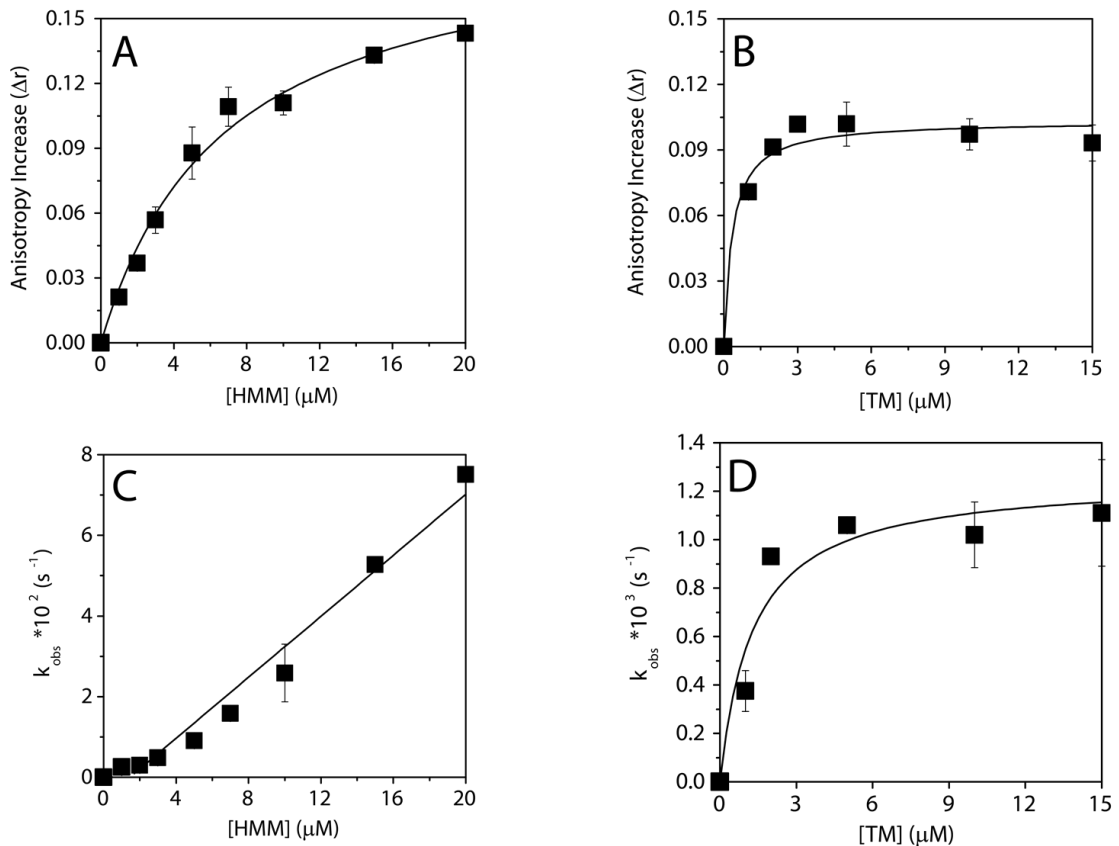 A
Anisotropy Increase (Δr)
0.15
0.12
0.09
0.06
0.03
0.00
0 4 8 12 16 20
[HMM] (μM)
B
Anisotropy Increase (Δr)
0.15
0.12
0.09
0.06
0.03
0.00
0 3 6 9 12 15
[TM] (μM)
C
k_obs *10^2 (s^-1)
8
6
4
2
0
0 4 8 12 16 20
[HMM] (μM)
D
k_obs *10^3 (s^-1)
1.4
1.2
1.0
0.8
0.6
0.4
0.2
0.0
0 3 6 9 12 15
[TM] (μM)